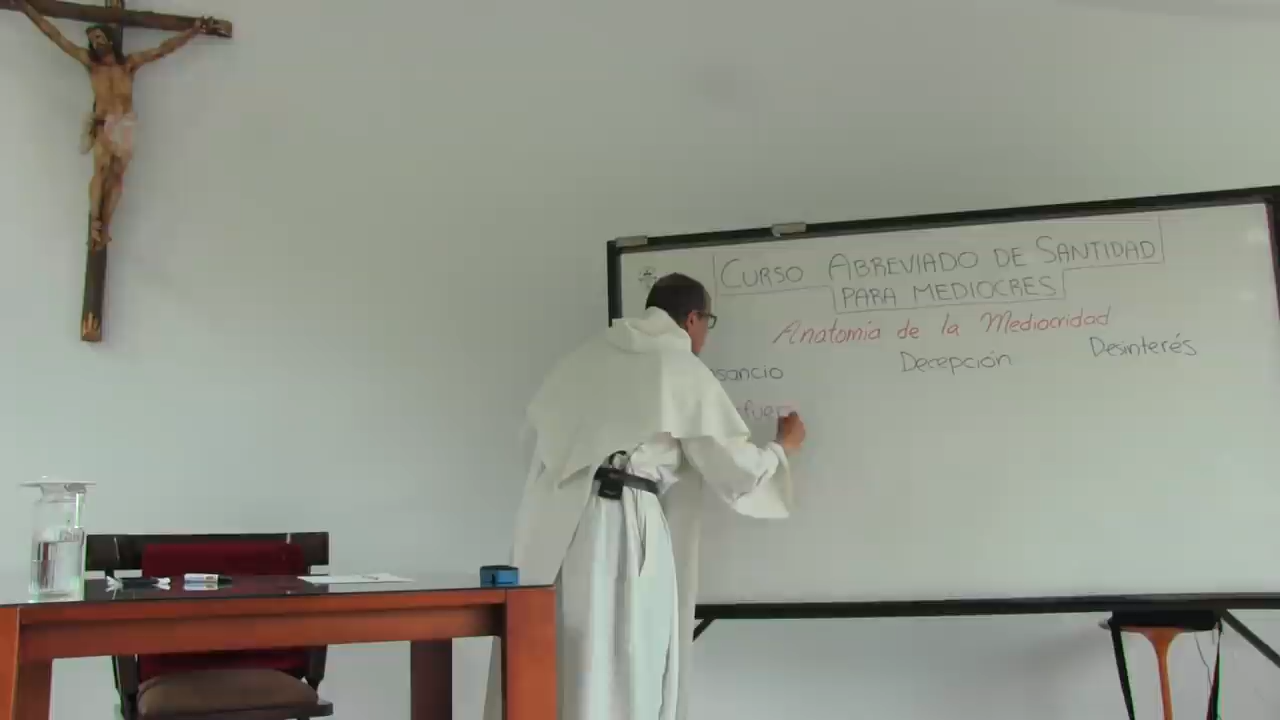 CURSO ABREVIADO DE SANTIDAD
PARA MEDIOCRES
Anatomía de la Mediocridad
Decepción Desinterés